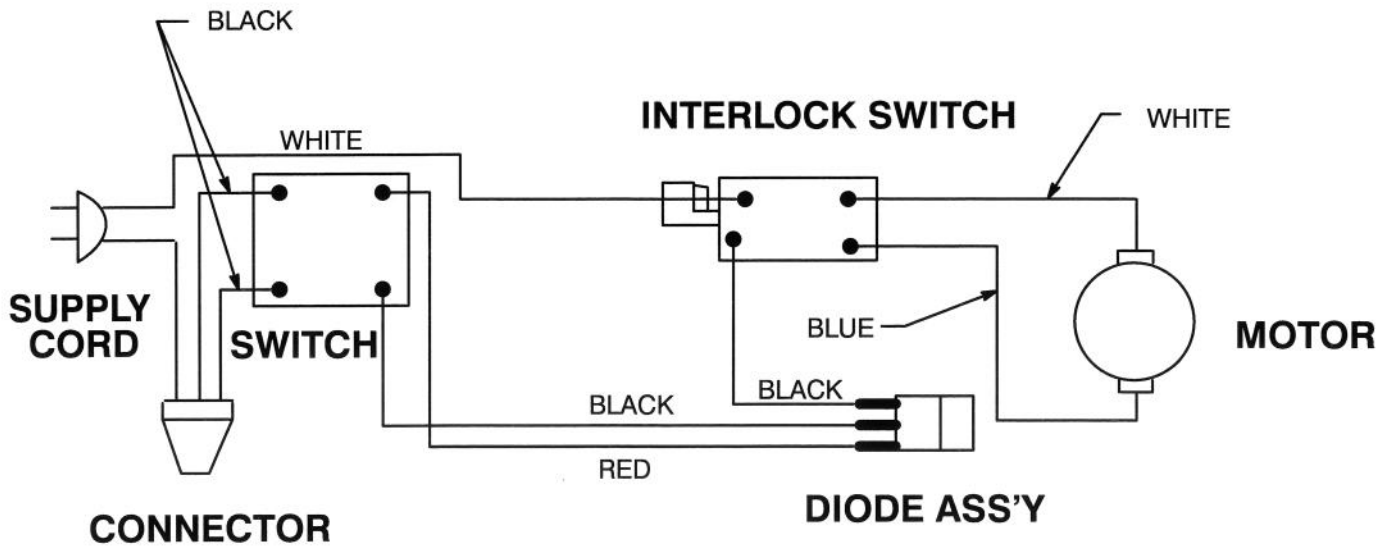 BLACK
INTERLOCK SWITCH
WHITE
WHITE
SUPPLY
CORD
SWITCH
BLUE
MOTOR
BLACK
BLACK
RED
DIODE ASS'Y
CONNECTOR